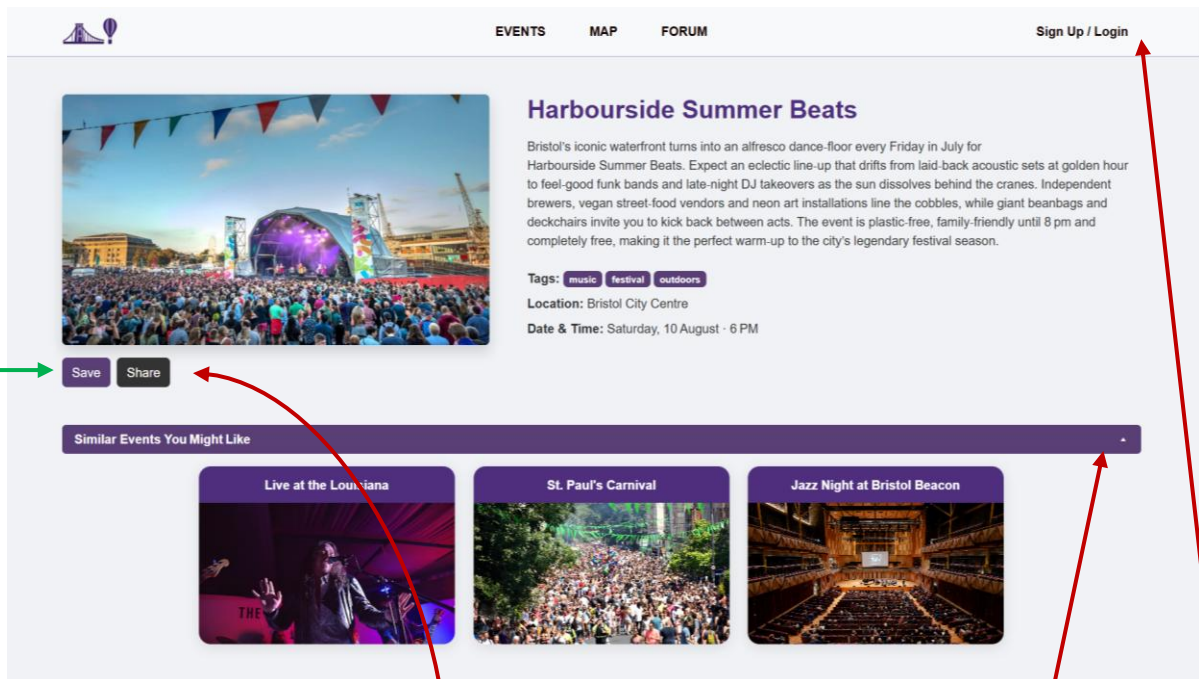 EVENTS MAP FORUM Sign Up / Login
Harbourside Summer Beats
Bristol's iconic waterfront turns into an alfresco dance-floor every Friday in July for
Harbourside Summer Beats. Expect an eclectic line-up that drifts from laid-back acoustic sets at golden hour
to feel-good funk bands and late-night DJ takeovers as the sun dissolves behind the cranes. Independent
brewers, vegan street-food vendors and neon art installations line the cobbles, while giant beanbags and
deckchairs invite you to kick back between acts. The event is plastic-free, family-friendly until 8 pm and
completely free, making it the perfect warm-up to the city's legendary festival season.
Tags: music festival outdoors
Location: Bristol City Centre
Date & Time: Saturday, 10 August · 6 PM
Save Share
Similar Events You Might Like
Live at the Louisiana
St. Paul's Carnival
Jazz Night at Bristol Beacon
THE